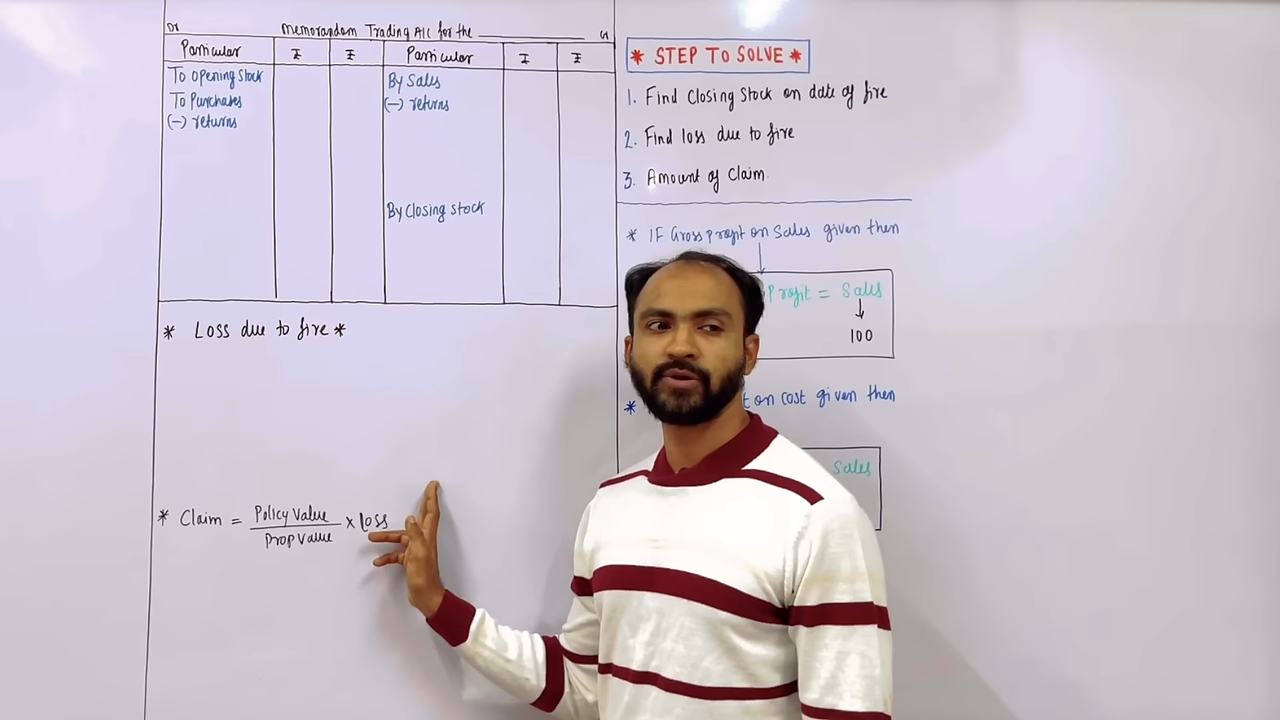 Dr Memorandam Trading A/C for the ____________ Cr
Particular ₹ ₹ Particular ₹ ₹
To opening stock
To Purchases
(-) returns
By Sales
(-) returns
By Closing stock
* Loss due to fire *
* Claim = Policy Value / Prop Value × Loss
* STEP TO SOLVE *
1. Find Closing Stock on date of fire
2. Find loss due to fire
3. Amount of Claim
* IF Gross profit on Sales given then
Profit = Sales
↓
100
* on cost given then
Sales